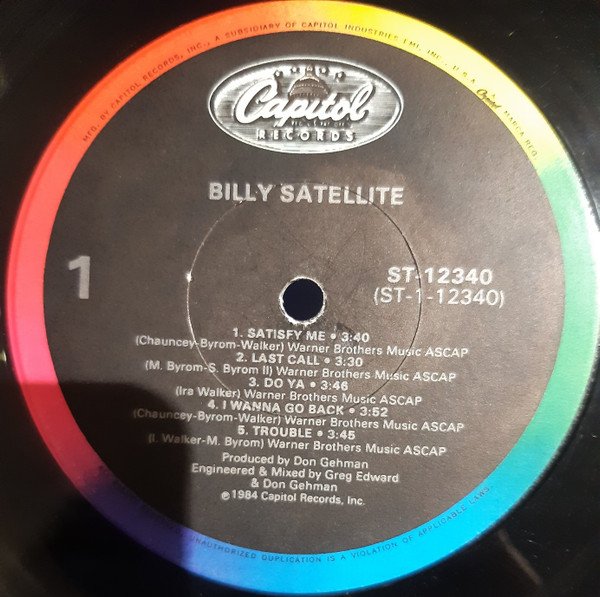 MFD. BY CAPITOL RECORDS, INC., A SUBSIDIARY OF CAPITOL INDUSTRIES-EMI, INC., U.S.A. Capitol MARCA REG.
Capitol
RECORDS
BILLY SATELLITE
1
ST-12340
(ST-1-12340)
1. SATISFY ME • 3:40
(Chauncey-Byrom-Walker) Warner Brothers Music ASCAP
2. LAST CALL • 3:30
(M. Byrom-S. Byrom II) Warner Brothers Music ASCAP
3. DO YA • 3:46
(Ira Walker) Warner Brothers Music ASCAP
4. I WANNA GO BACK • 3:52
(Chauncey-Byrom-Walker) Warner Brothers Music ASCAP
5. TROUBLE • 3:45
(I. Walker-M. Byrom) Warner Brothers Music ASCAP
Produced by Don Gehman
Engineered & Mixed by Greg Edward
& Don Gehman
℗1984 Capitol Records, Inc.
UNAUTHORIZED DUPLICATION IS A VIOLATION OF APPLICABLE LAWS.